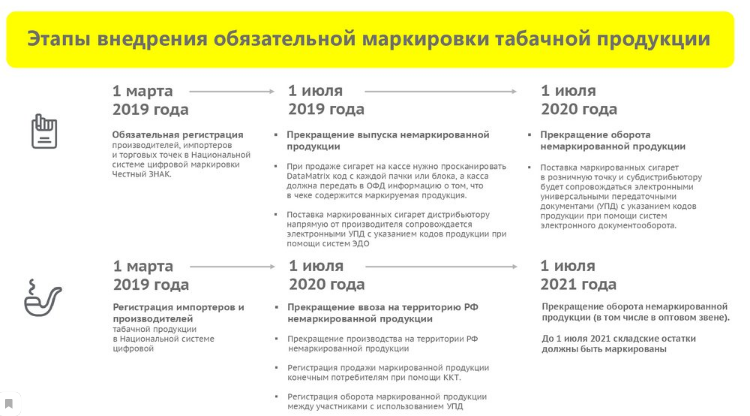 Этапы внедрения обязательной маркировки табачной продукции
1 марта
2019 года
Обязательная регистрация
производителей, импортеров
и торговых точек в Национальной
системе цифровой маркировки
Честный ЗНАК.
1 июля
2019 года
▪ Прекращение выпуска немаркированной
продукции
▪ При продаже сигарет на кассе нужно просканировать
DataMatrix код с каждой пачки или блока, а касса
должна передать в ОФД информацию о том, что
в чеке содержится маркируемая продукция.
▪ Поставка маркированных сигарет дистрибьютору
напрямую от производителя сопровождается
электронными УПД с указанием кодов продукции при
помощи систем ЭДО
1 июля
2020 года
▪ Прекращение оборота
немаркированной продукции
▪ Поставка маркированных сигарет
в розничную точку и субдистрибьютору
будет сопровождаться электронными
универсальными передаточными
документами (УПД) с указанием кодов
продукции при помощи систем
электронного документооборота.
1 марта
2019 года
Регистрация импортеров и
производителей
табачной продукции
в Национальной системе
цифровой
1 июля
2020 года
▪ Прекращение ввоза на территорию РФ
немаркированной продукции
▪ Прекращение производства на территории РФ
немаркированной продукции
▪ Регистрация продажи маркированной продукции
конечным потребителям при помощи ККТ.
▪ Регистрация оборота маркированной продукции
между участниками с использованием УПД
1 июля
2021 года
Прекращение оборота немаркированной
продукции (в том числе в оптовом звене).
До 1 июля 2021 складские остатки
должны быть маркированы